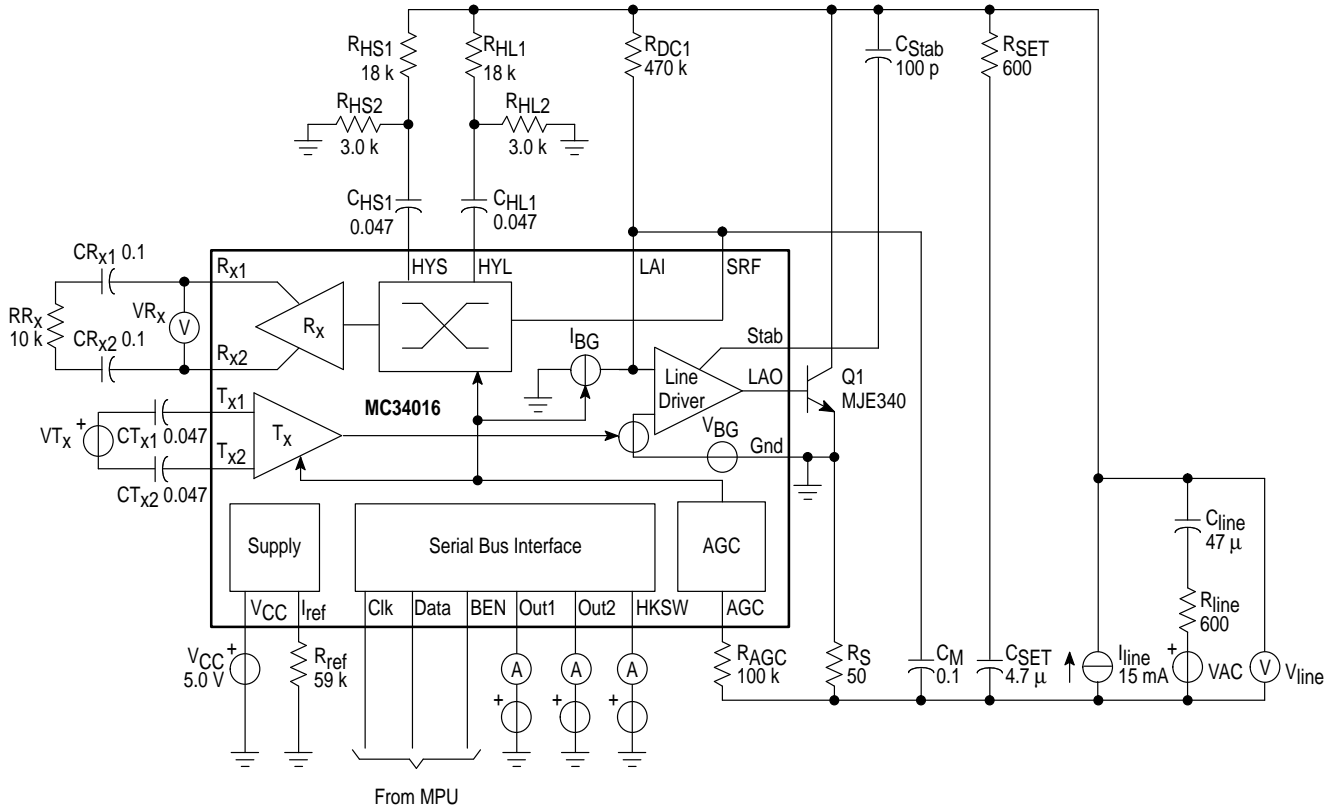 RHS1
18 k
RHL1
18 k
RDC1
470 k
CStab
100 p
RSET
600
RHS2
3.0 k
RHL2
3.0 k
CHS1
0.047
CHL1
0.047
CRx1 0.1
Rx1
HYS
HYL
LAI
SRF
RRx
10 k
VRx
V
Rx
CRx2 0.1
Rx2
IBG
Stab
Line
Driver
LAO
Q1
MJE340
MC34016
Tx1
VTx
+
CTx1
0.047
Tx
Tx2
CTx2 0.047
VBG
Gnd
Supply
Serial Bus Interface
AGC
Cline
47 μ
VCC
Iref
Clk
Data
BEN
Out1
Out2
HKSW
AGC
Rline
600
VCC
5.0 V
+
Rref
59 k
A
A
A
+
+
+
RAGC
100 k
RS
50
CM
0.1
CSET
4.7 μ
Iline
15 mA
+
VAC
V
Vline
From MPU